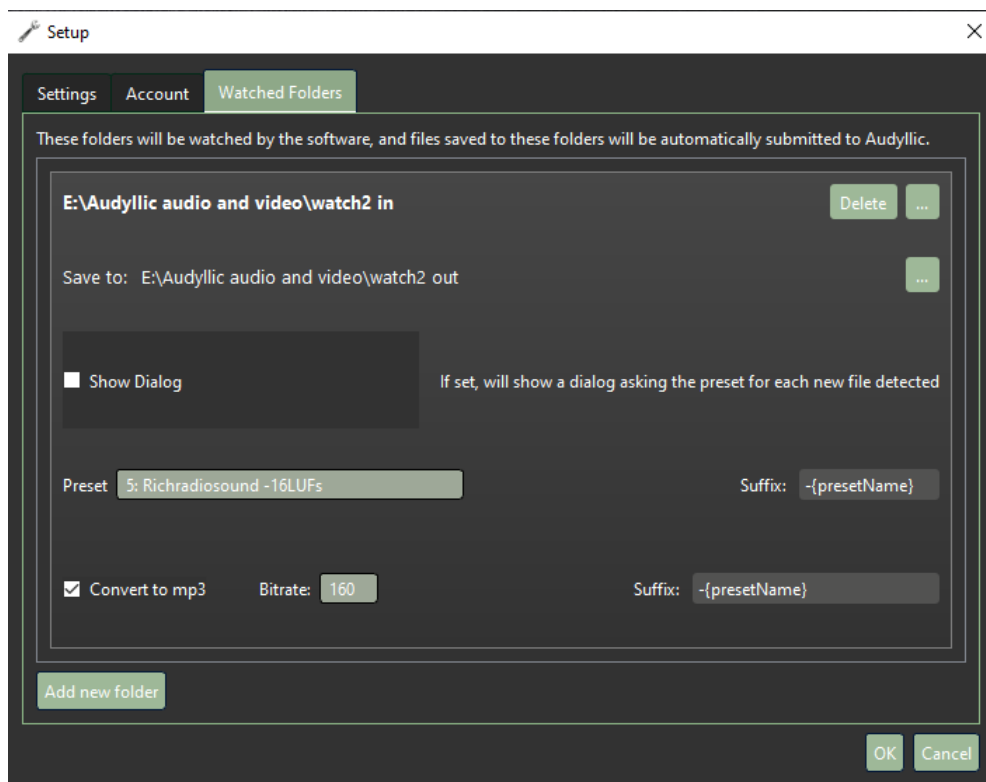 Setup
Settings Account Watched Folders
These folders will be watched by the software, and files saved to these folders will be automatically submitted to Audyllic.
E:\Audyllic audio and video\watch2 in Delete ...
Save to: E:\Audyllic audio and video\watch2 out ...
Show Dialog If set, will show a dialog asking the preset for each new file detected
Preset 5: Richradiosound -16LUFs Suffix: -{presetName}
Convert to mp3 Bitrate: 160 Suffix: -{presetName}
Add new folder
OK Cancel